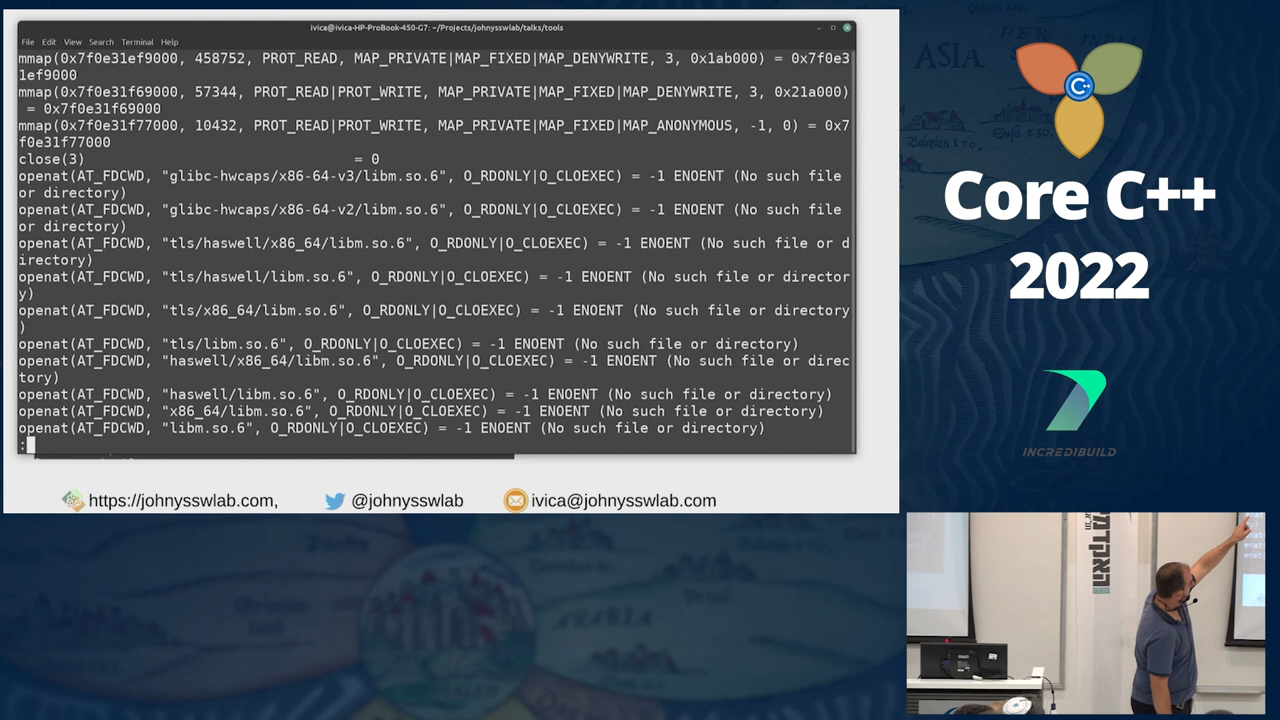 ivica@ivica-HP-ProBook-450-G7: ~/Projects/johnysswlab/talks/tools
File Edit View Search Terminal Help
mmap(0x7f0e31ef9000, 458752, PROT_READ, MAP_PRIVATE|MAP_FIXED|MAP_DENYWRITE, 3, 0x1ab000) = 0x7f0e3
1ef9000
mmap(0x7f0e31f69000, 57344, PROT_READ|PROT_WRITE, MAP_PRIVATE|MAP_FIXED|MAP_DENYWRITE, 3, 0x21a000)
= 0x7f0e31f69000
mmap(0x7f0e31f77000, 10432, PROT_READ|PROT_WRITE, MAP_PRIVATE|MAP_FIXED|MAP_ANONYMOUS, -1, 0) = 0x7
f0e31f77000
close(3) = 0
openat(AT_FDCWD, "glibc-hwcaps/x86-64-v3/libm.so.6", O_RDONLY|O_CLOEXEC) = -1 ENOENT (No such file
or directory)
openat(AT_FDCWD, "glibc-hwcaps/x86-64-v2/libm.so.6", O_RDONLY|O_CLOEXEC) = -1 ENOENT (No such file
or directory)
openat(AT_FDCWD, "tls/haswell/x86_64/libm.so.6", O_RDONLY|O_CLOEXEC) = -1 ENOENT (No such file or d
irectory)
openat(AT_FDCWD, "tls/haswell/libm.so.6", O_RDONLY|O_CLOEXEC) = -1 ENOENT (No such file or director
y)
openat(AT_FDCWD, "tls/x86_64/libm.so.6", O_RDONLY|O_CLOEXEC) = -1 ENOENT (No such file or directory
)
openat(AT_FDCWD, "tls/libm.so.6", O_RDONLY|O_CLOEXEC) = -1 ENOENT (No such file or directory)
openat(AT_FDCWD, "haswell/x86_64/libm.so.6", O_RDONLY|O_CLOEXEC) = -1 ENOENT (No such file or direc
tory)
openat(AT_FDCWD, "haswell/libm.so.6", O_RDONLY|O_CLOEXEC) = -1 ENOENT (No such file or directory)
openat(AT_FDCWD, "x86_64/libm.so.6", O_RDONLY|O_CLOEXEC) = -1 ENOENT (No such file or directory)
openat(AT_FDCWD, "libm.so.6", O_RDONLY|O_CLOEXEC) = -1 ENOENT (No such file or directory)
:
https://johnysswlab.com, @johnysswlab ivica@johnysswlab.com
ASIA
C++
Core C++
2022
INCREDIBUILD
ARABIA